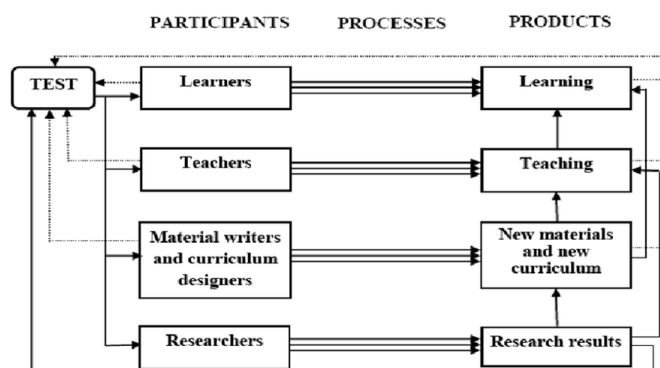 PARTICIPANTS PROCESSES PRODUCTS
TEST
Learners
Learning
Teachers
Teaching
Material writers
and curriculum
designers
New materials
and new
curriculum
Researchers
Research results